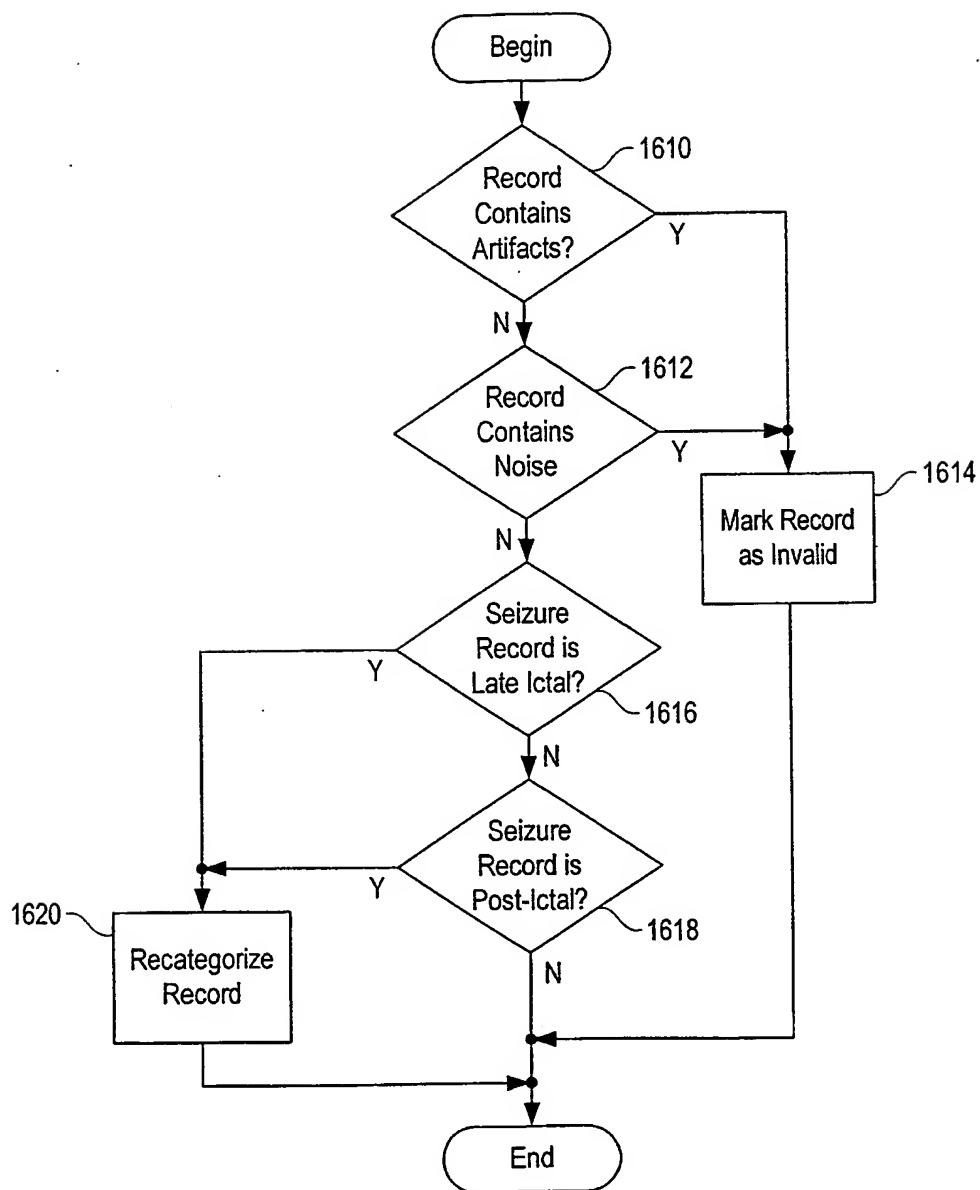 Begin
1610
Record
Contains
Artifacts?
Y
N
1612
Record
Contains
Noise
Y
1614
Mark Record
as Invalid
N
Seizure
Record is
Late Ictal?
Y
1616
N
Seizure
Record is
Post-Ictal?
Y
1618
1620
Recategorize
Record
N
End